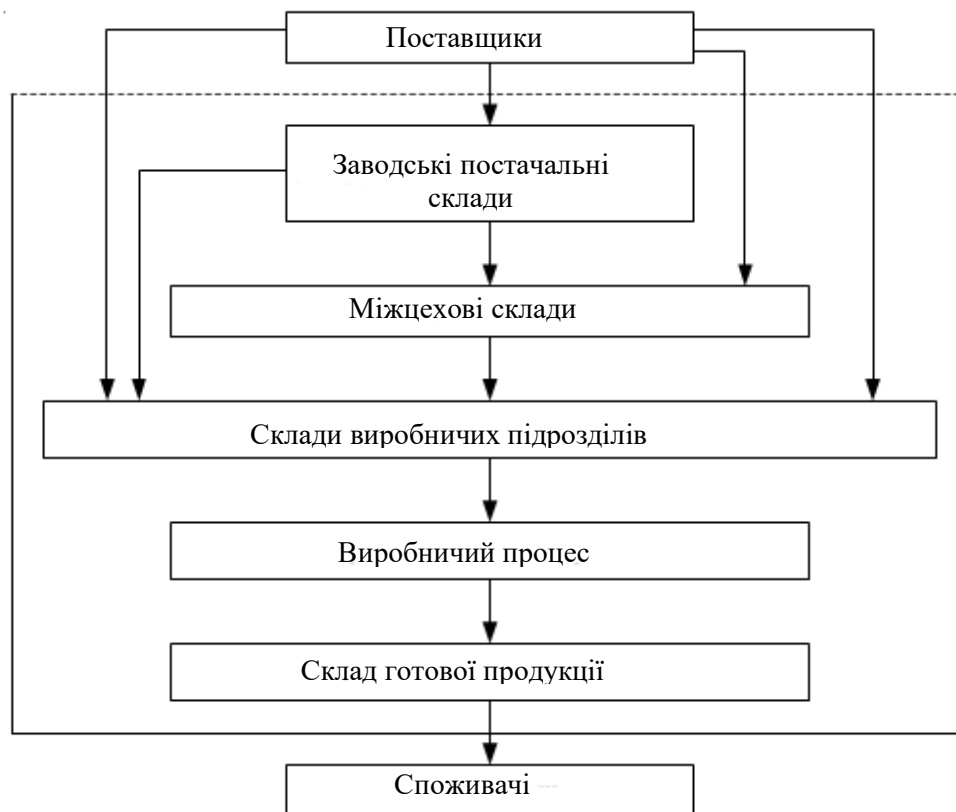 Поставщики
Заводські постачальні
склади
Міжцехові склади
Склади виробничих підрозділів
Виробничий процес
Склад готової продукції
Споживачі